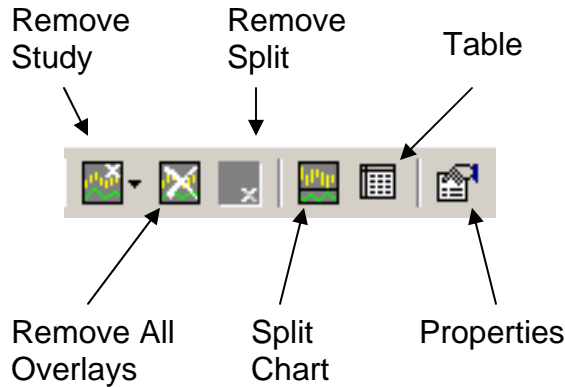 Remove
Study
Remove
Split
Table
Remove All
Overlays
Split
Chart
Properties